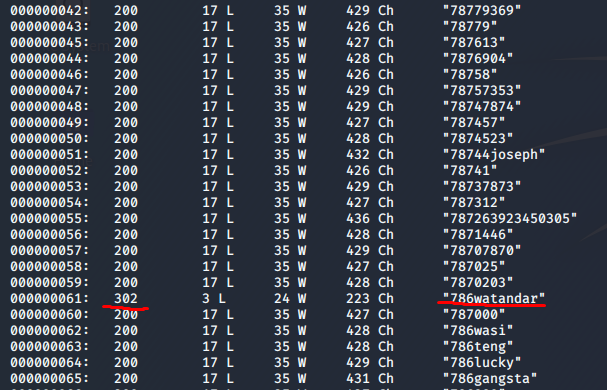 000000042: 200 17 L 35 W 429 Ch "78779369"
000000043: 200 17 L 35 W 426 Ch "78779"
000000045: 200 17 L 35 W 427 Ch "787613"
000000044: 200 17 L 35 W 428 Ch "7876904"
000000046: 200 17 L 35 W 426 Ch "78758"
000000047: 200 17 L 35 W 429 Ch "78757353"
000000048: 200 17 L 35 W 429 Ch "78747874"
000000049: 200 17 L 35 W 427 Ch "787457"
000000050: 200 17 L 35 W 428 Ch "7874523"
000000051: 200 17 L 35 W 432 Ch "78744joseph"
000000052: 200 17 L 35 W 426 Ch "78741"
000000053: 200 17 L 35 W 429 Ch "78737873"
000000054: 200 17 L 35 W 427 Ch "787312"
000000055: 200 17 L 35 W 436 Ch "787263923450305"
000000056: 200 17 L 35 W 428 Ch "7871446"
000000057: 200 17 L 35 W 429 Ch "78707870"
000000058: 200 17 L 35 W 427 Ch "787025"
000000059: 200 17 L 35 W 428 Ch "7870203"
000000061: 302 3 L 24 W 223 Ch "786watandar"
000000060: 200 17 L 35 W 427 Ch "787000"
000000062: 200 17 L 35 W 428 Ch "786wasi"
000000063: 200 17 L 35 W 428 Ch "786teng"
000000064: 200 17 L 35 W 429 Ch "786lucky"
000000065: 200 17 L 35 W 431 Ch "786gangsta"